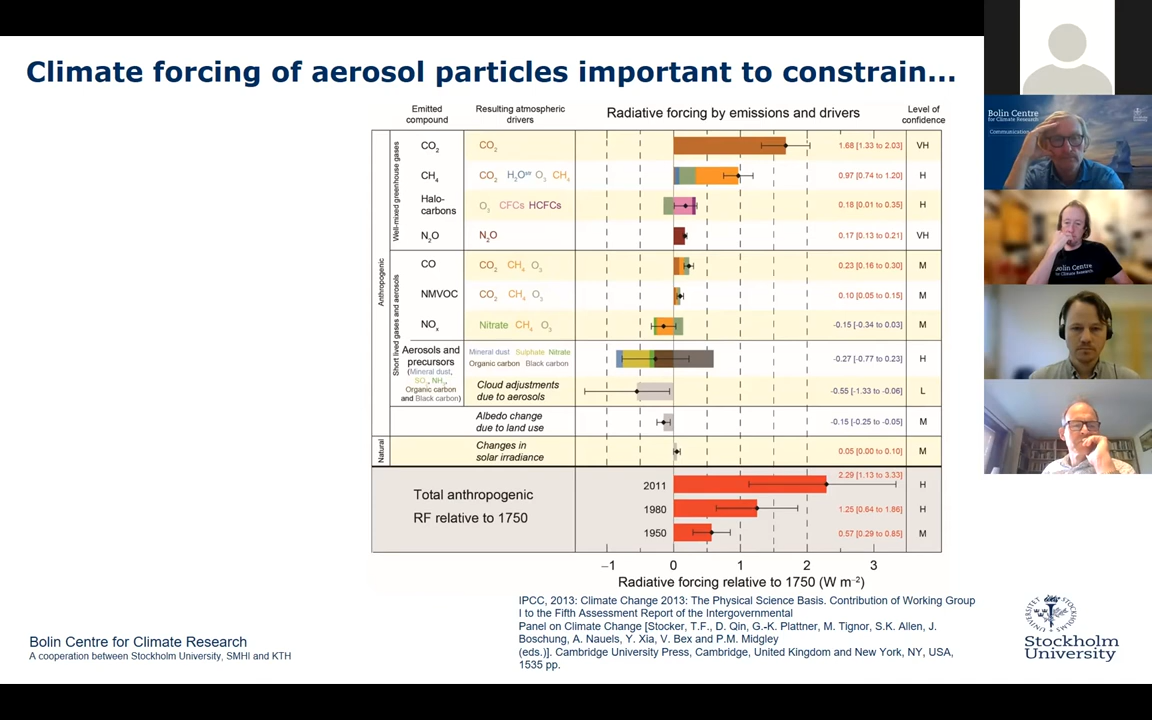 Climate forcing of aerosol particles important to constrain…
Emitted
compound
Resulting atmospheric
drivers
Radiative forcing by emissions and drivers
Level of
confidence
Anthropogenic
Well-mixed greenhouse gases
CO₂
CO₂
1.68 [1.33 to 2.03]
VH
CH₄
CO₂ H₂Oˢᵗʳ O₃ CH₄
0.97 [0.74 to 1.20]
H
Halo-
carbons
O₃ CFCs HCFCs
0.18 [0.01 to 0.35]
H
N₂O
N₂O
0.17 [0.13 to 0.21]
VH
Short lived gases and aerosols
CO
CO₂ CH₄ O₃
0.23 [0.16 to 0.30]
M
NMVOC
CO₂ CH₄ O₃
0.10 [0.05 to 0.15]
M
NOₓ
Nitrate CH₄ O₃
-0.15 [-0.34 to 0.03]
M
Aerosols and
precursors
(Mineral dust,
SO₂, NH₃,
Organic carbon
and Black carbon)
Mineral dust Sulphate Nitrate
Organic carbon Black carbon
-0.27 [-0.77 to 0.23]
H
Cloud adjustments
due to aerosols
-0.55 [-1.33 to -0.06]
L
Albedo change
due to land use
-0.15 [-0.25 to -0.05]
M
Natural
Changes in
solar irradiance
0.05 [0.00 to 0.10]
M
Total anthropogenic
RF relative to 1750
2011
2.29 [1.13 to 3.33]
H
1980
1.25 [0.64 to 1.86]
H
1950
0.57 [0.29 to 0.85]
M
−1 0 1 2 3
Radiative forcing relative to 1750 (W m⁻²)
IPCC, 2013: Climate Change 2013: The Physical Science Basis. Contribution of Working Group
I to the Fifth Assessment Report of the Intergovernmental
Panel on Climate Change [Stocker, T.F., D. Qin, G.-K. Plattner, M. Tignor, S.K. Allen, J.
Boschung, A. Nauels, Y. Xia, V. Bex and P.M. Midgley
(eds.)]. Cambridge University Press, Cambridge, United Kingdom and New York, NY, USA,
1535 pp.
Bolin Centre for Climate Research
A cooperation between Stockholm University, SMHI and KTH
Stockholm
University
Bolin Centre
for Climate Research
Communication
Bolin Centre
for Climate Research